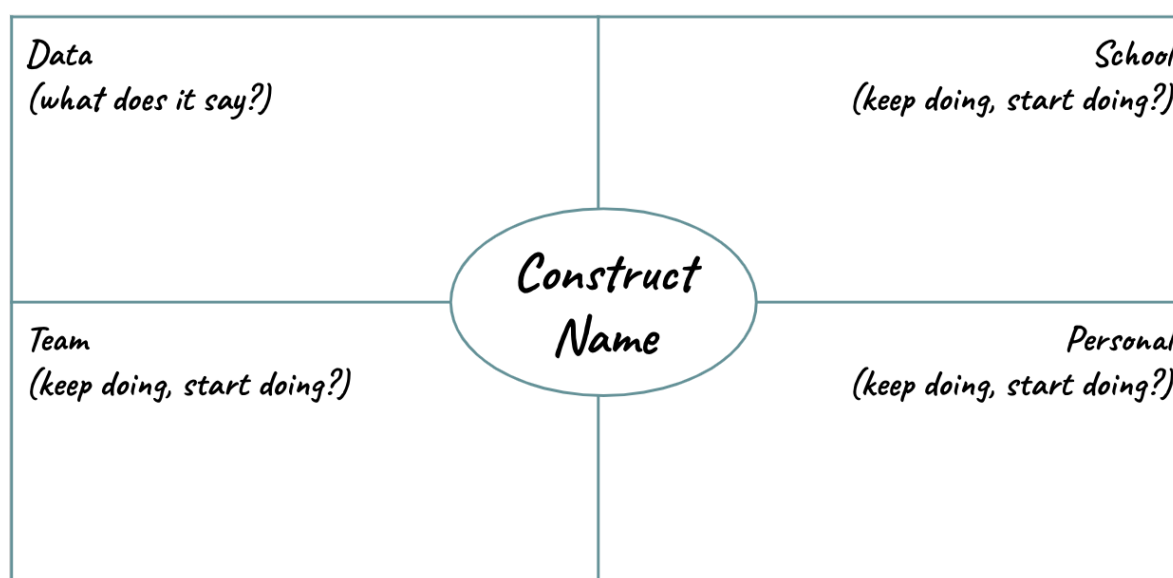 Data
(what does it say?)
School
(keep doing, start doing?)
Construct
Name
Team
(keep doing, start doing?)
Personal
(keep doing, start doing?)